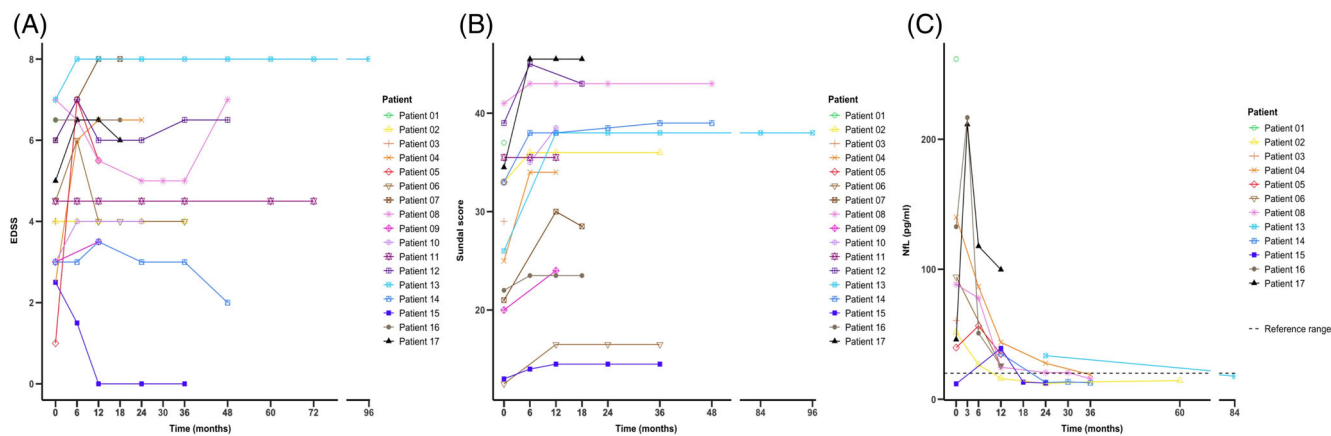 (A)
EDSS
8
6
4
2
0
0 6 12 18 24 30 36 48 60 72 96
Time (months)
Patient
Patient 01
Patient 02
Patient 03
Patient 04
Patient 05
Patient 06
Patient 07
Patient 08
Patient 09
Patient 10
Patient 11
Patient 12
Patient 13
Patient 14
Patient 15
Patient 16
Patient 17
(B)
Sundal score
40
30
20
0 6 12 18 24 36 48 84 96
Time (months)
Patient
Patient 01
Patient 02
Patient 03
Patient 04
Patient 05
Patient 06
Patient 07
Patient 08
Patient 09
Patient 10
Patient 11
Patient 12
Patient 13
Patient 14
Patient 15
Patient 16
Patient 17
(C)
NfL (pg/ml)
200
100
0
0 3 6 12 18 24 30 36 60 84
Time (months)
Patient
Patient 01
Patient 02
Patient 03
Patient 04
Patient 05
Patient 06
Patient 08
Patient 13
Patient 14
Patient 15
Patient 16
Patient 17
Reference range